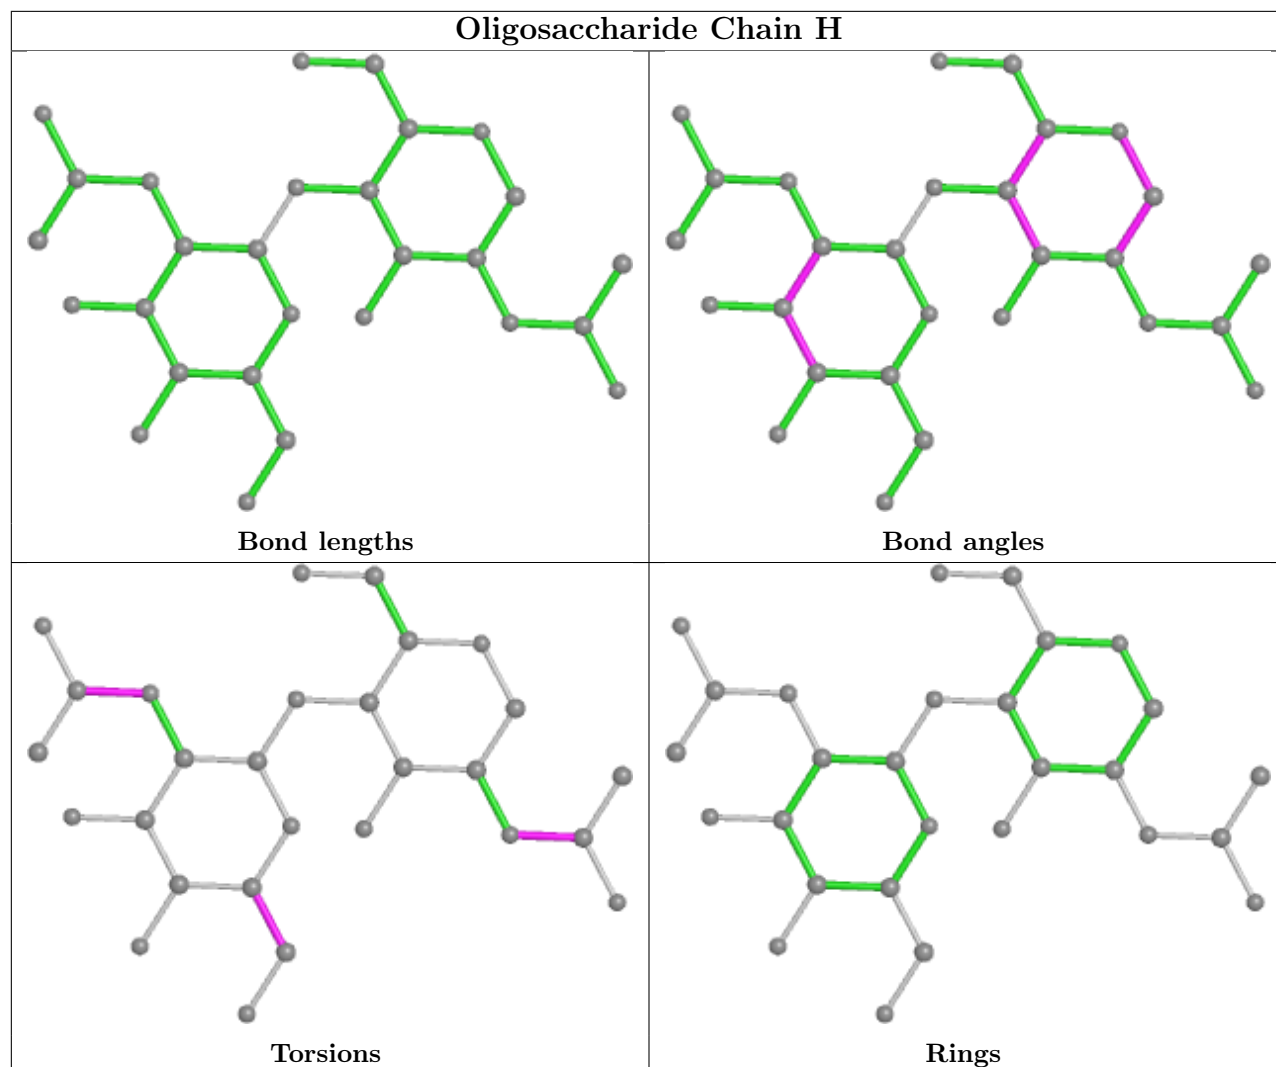 Oligosaccharide Chain H
Bond lengths
Bond angles
Torsions
Rings